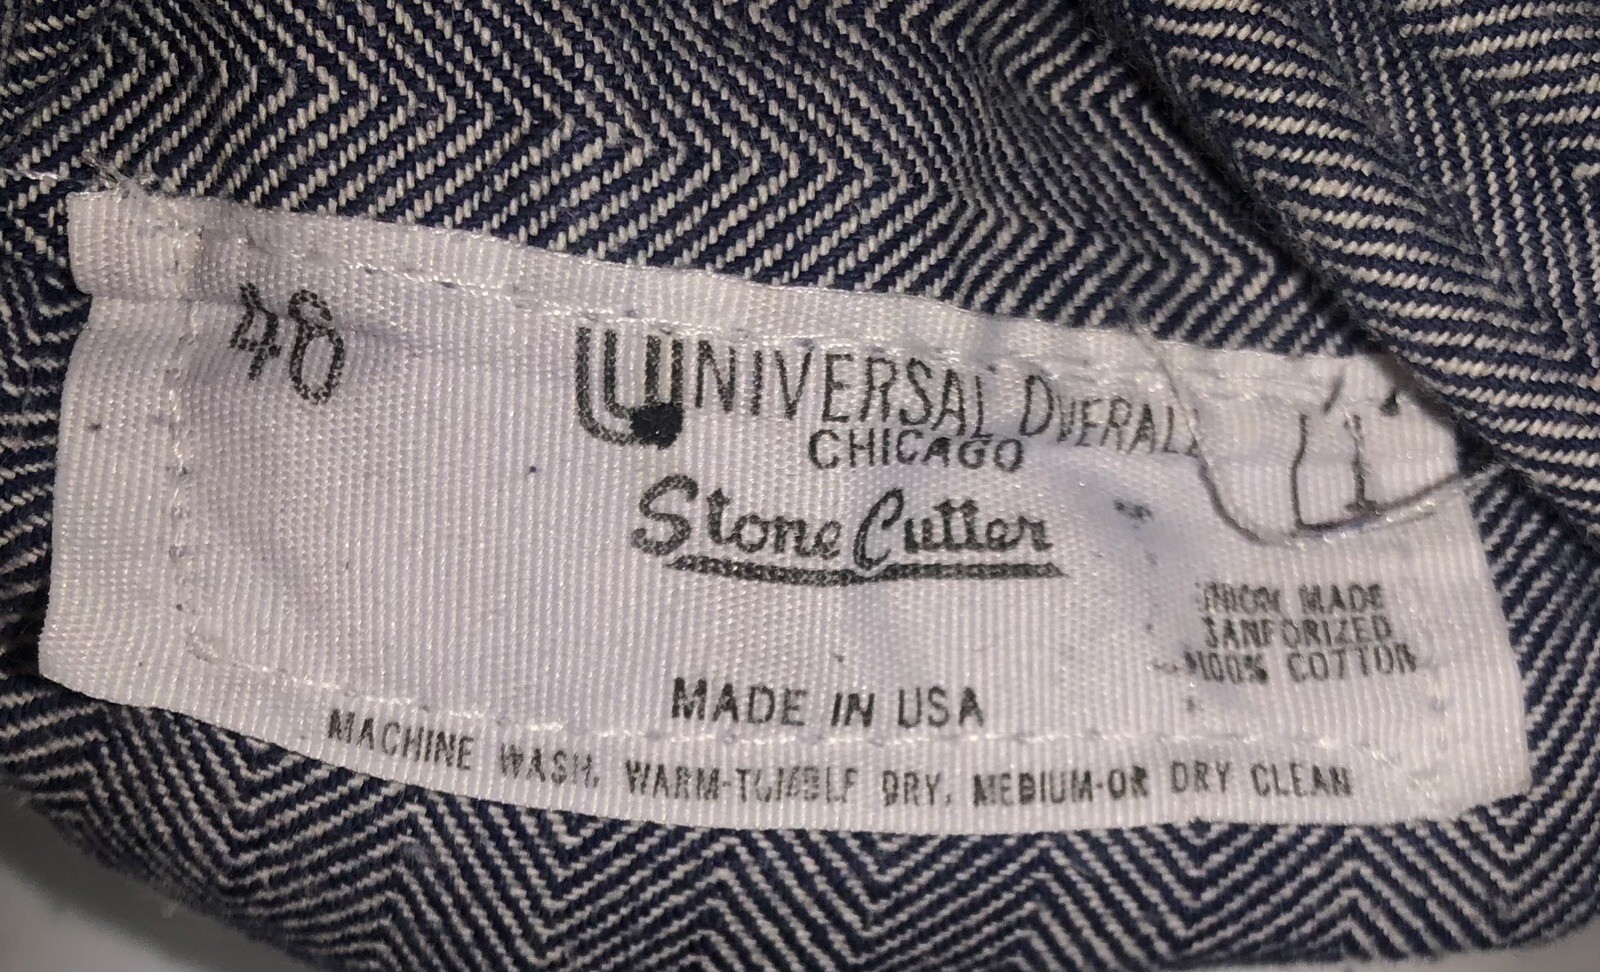 48
UNIVERSAL OVERALL
CHICAGO
Stone Cutter
UNION MADE
SANFORIZED
100% COTTON
MADE IN USA
MACHINE WASH, WARM-TUMBLE DRY, MEDIUM-OR DRY CLEAN